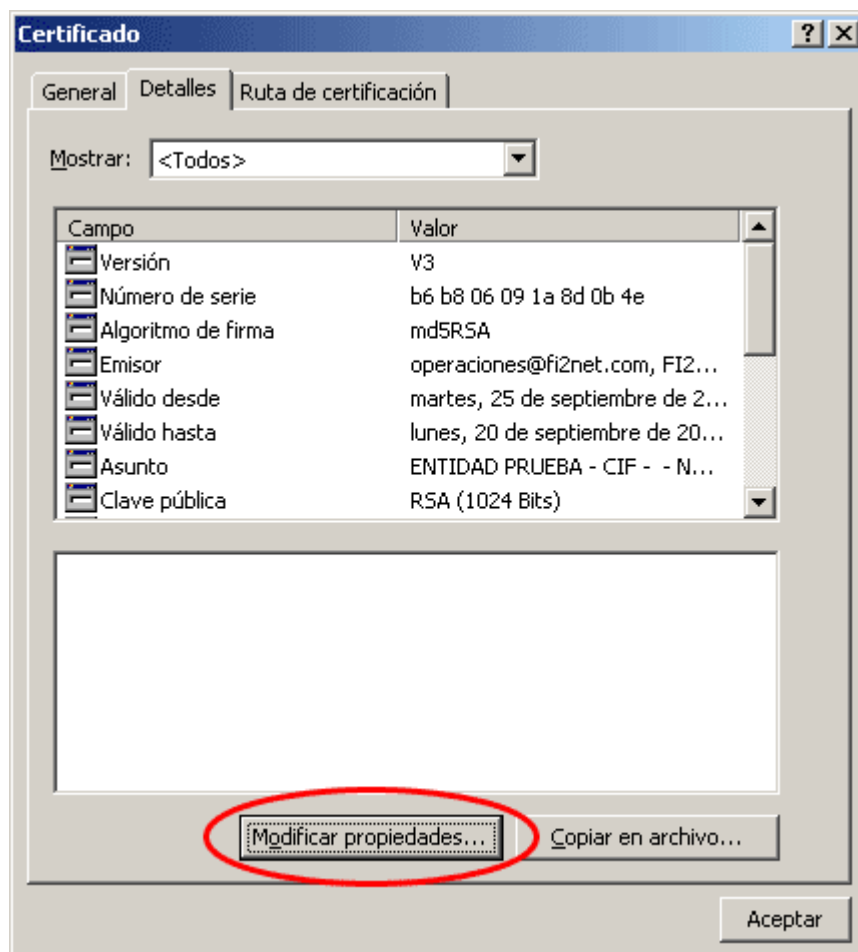 Certificado
General Detalles Ruta de certificación
Mostrar: <Todos>
Campo Valor
Versión V3
Número de serie b6 b8 06 09 1a 8d 0b 4e
Algoritmo de firma md5RSA
Emisor operaciones@fi2net.com, FI2...
Válido desde martes, 25 de septiembre de 2...
Válido hasta lunes, 20 de septiembre de 20...
Asunto ENTIDAD PRUEBA - CIF - - N...
Clave pública RSA (1024 Bits)
Modificar propiedades... Copiar en archivo...
Aceptar